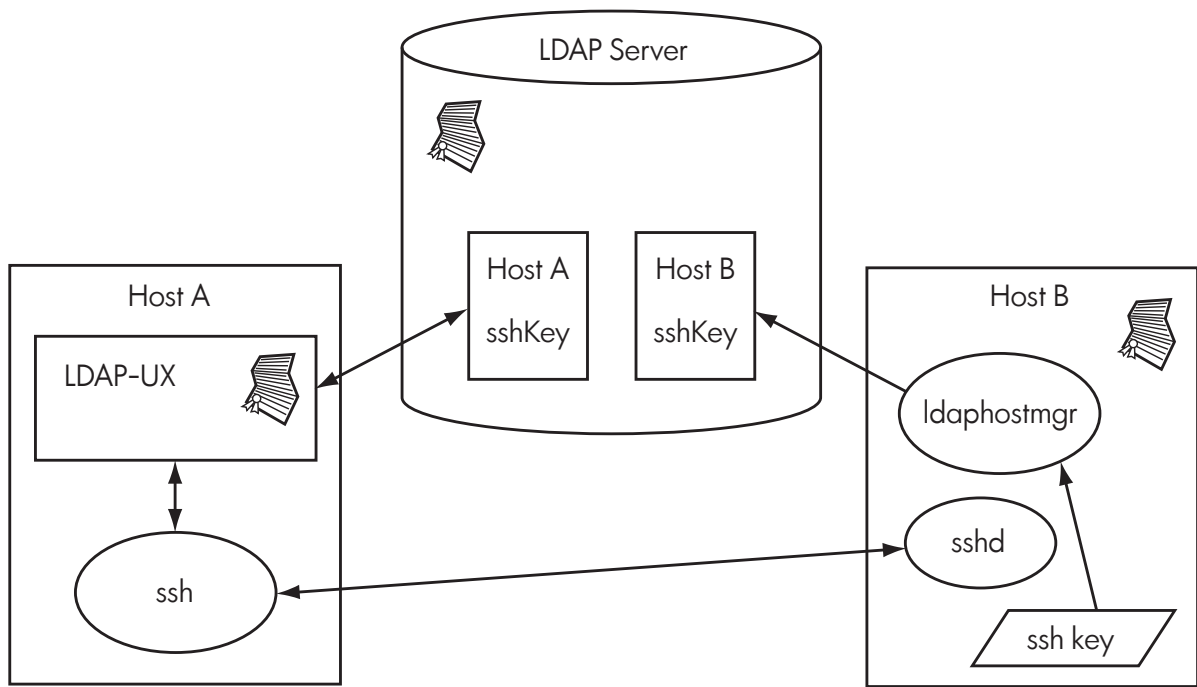 LDAP Server
Host A
sshKey
Host B
sshKey
Host A
LDAP-UX
ssh
Host B
ldaphostmgr
sshd
ssh key